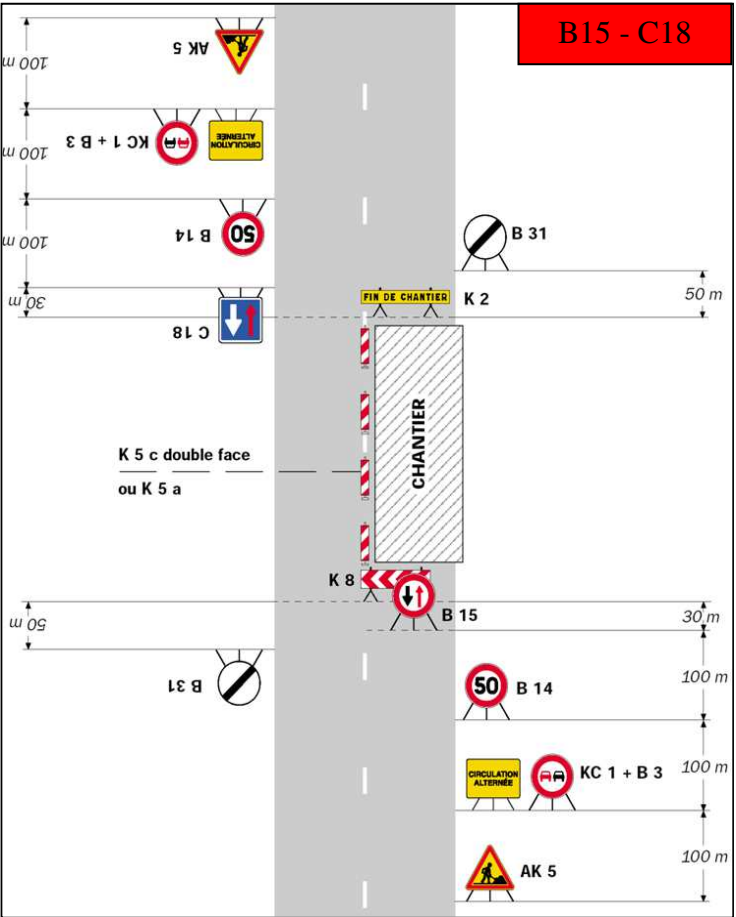 B15 - C18
AK 5
100 m
KC 1 + B 3
CIRCULATION
ALTERNÉE
100 m
50
B 14
100 m
B 31
30 m
C 18
FIN DE CHANTIER
K 2
50 m
CHANTIER
K 5 c double face
ou K 5 a
K 8
B 15
50 m
30 m
B 31
50
B 14
100 m
CIRCULATION
ALTERNÉE
KC 1 + B 3
100 m
AK 5
100 m